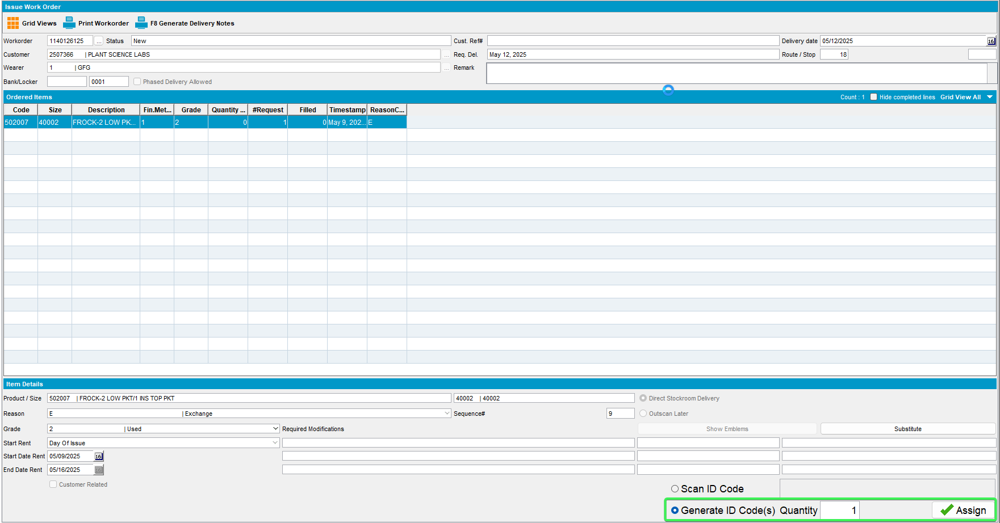 Issue Work Order
Grid Views Print Workorder F8 Generate Delivery Notes
Workorder 1140126125 ... Status New Cust. Ref# Delivery date 05/12/2025 16
Customer 2507366 | PLANT SCIENCE LABS ... Req. Del. May 12, 2025 Route / Stop 18
Wearer 1 | GFG ... Remark
Bank/Locker 0001 Phased Delivery Allowed
Ordered Items Count : 1 Hide completed lines Grid View All
Code Size Description Fin.Met... Grade Quantity ... #Request Filled Timestamp ReasonC...
502007 40002 FROCK-2 LOW PK... 1 2 0 1 0 May 9, 202... E
Item Details
Product / Size 502007 | FROCK-2 LOW PKT/1 INS TOP PKT 40002 | 40002 Direct Stockroom Delivery
Reason E | Exchange Sequence# 9 Outscan Later
Grade 2 | Used Required Modifications Show Emblems Substitute
Start Rent Day Of Issue
Start Date Rent 05/09/2025 16
End Date Rent 05/16/2025 16
Customer Related
Scan ID Code
Generate ID Code(s) Quantity 1 Assign